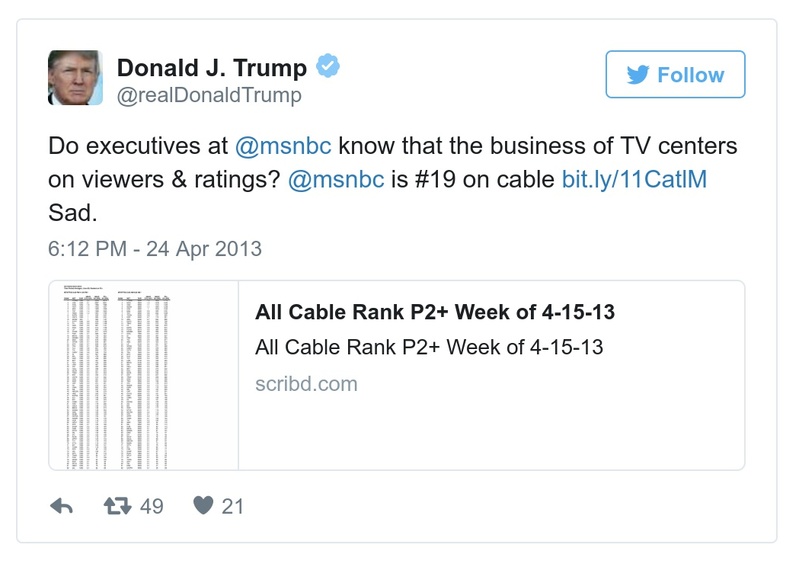 Donald J. Trump
@realDonaldTrump
Follow
Do executives at @msnbc know that the business of TV centers
on viewers & ratings? @msnbc is #19 on cable bit.ly/11CatlM
Sad.
6:12 PM - 24 Apr 2013
All Cable Rank P2+ Week of 4-15-13
All Cable Rank P2+ Week of 4-15-13
scribd.com
49 21